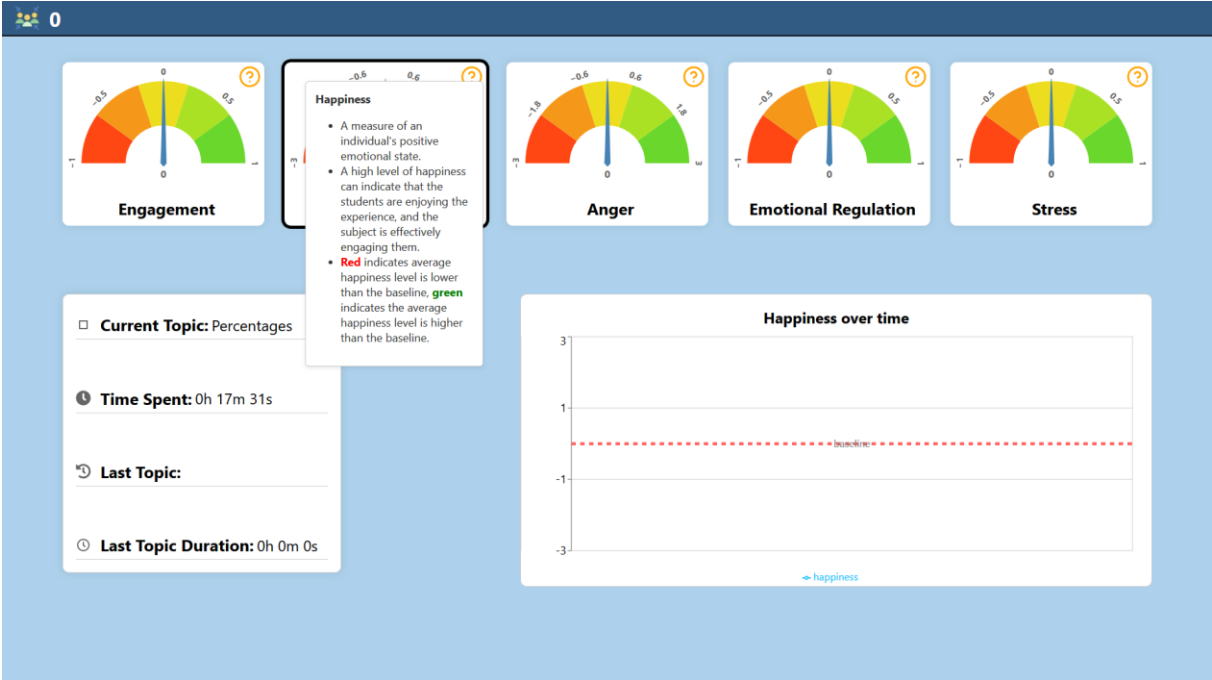 0
0
-0.5
0.5
-1
1
0
Engagement
-0.6
0.6
-3
Happiness
A measure of an
individual's positive
emotional state.
A high level of happiness
can indicate that the
students are enjoying the
experience, and the
subject is effectively
engaging them.
Red indicates average
happiness level is lower
than the baseline, green
indicates the average
happiness level is higher
than the baseline.
-0.6
0.6
-1.8
1.8
-3
3
0
Anger
0
-0.5
0.5
-1
1
0
Emotional Regulation
0
-0.5
0.5
-1
1
0
Stress
Current Topic: Percentages
Time Spent: 0h 17m 31s
Last Topic:
Last Topic Duration: 0h 0m 0s
Happiness over time
3
1
baseline
-1
-3
happiness